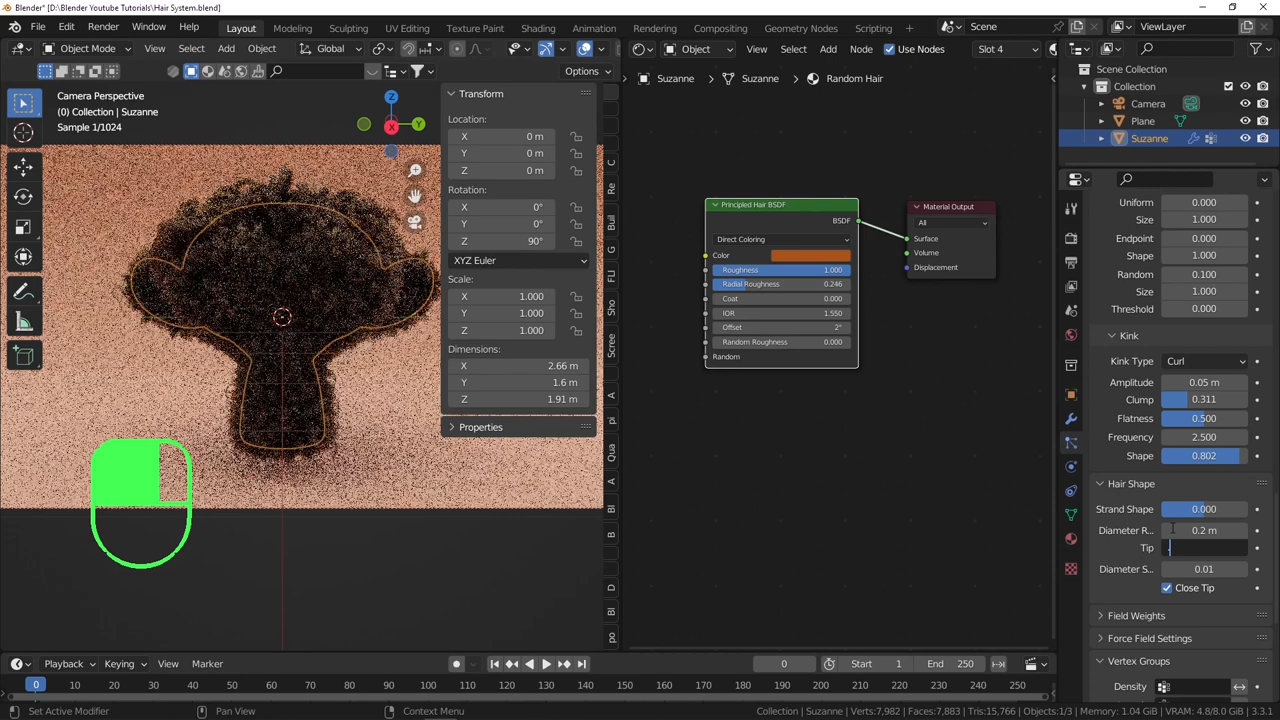 Blender* [D:\Blender Youtube Tutorials\Hair System.blend]
File Edit Render Window Help Layout Modeling Sculpting UV Editing Texture Paint Shading Animation Rendering Compositing Geometry Nodes Scripting Scene ViewLayer
Object Mode View Select Add Object Global Object View Select Add Node Use Nodes Slot 4
Options
Suzanne Suzanne Random Hair
Camera Perspective
(0) Collection | Suzanne
Sample 1/1024
Z
Y
X
Transform
Location:
X 0 m
Y 0 m
Z 0 m
Rotation:
X 0°
Y 0°
Z 90°
XYZ Euler
Scale:
X 1.000
Y 1.000
Z 1.000
Dimensions:
X 2.66 m
Y 1.6 m
Z 1.91 m
Properties
C
Re
Buil
G
FLI
Sho
Scree
A
pi
Qua
A
Bl
B
D
Bl
po
Principled Hair BSDF
BSDF
Direct Coloring
Color
Roughness 1.000
Radial Roughness 0.246
Coat 0.000
IOR 1.550
Offset 2°
Random Roughness 0.000
Random
Material Output
All
Surface
Volume
Displacement
Scene Collection
Collection
Camera
Plane
Suzanne
Uniform 0.000
Size 1.000
Endpoint 0.000
Shape 1.000
Random 0.100
Size 1.000
Threshold 0.000
Kink
Kink Type Curl
Amplitude 0.05 m
Clump 0.311
Flatness 0.500
Frequency 2.500
Shape 0.802
Hair Shape
Strand Shape 0.000
Diameter R... 0.2 m
Tip .
Diameter S... 0.01
Close Tip
Field Weights
Force Field Settings
Vertex Groups
Density
Playback Keying View Marker 0 Start 1 End 250
0 10 20 30 40 50 60 70 80 90 100 110 120 130 140 150 160 170 180 190 200 210 220 230 240 250
Set Active Modifier Pan View Context Menu Collection | Suzanne | Verts:7,982 | Faces:7,883 | Tris:15,766 | Objects:1/3 | Memory: 1.04 GiB | VRAM: 4.8/8.0 GiB | 3.3.1